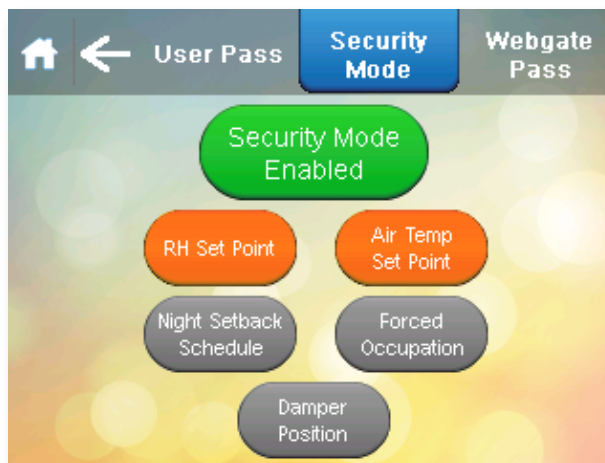 User Pass
Security
Mode
Webgate
Pass
Security Mode
Enabled
RH Set Point
Air Temp
Set Point
Night Setback
Schedule
Forced
Occupation
Damper
Position